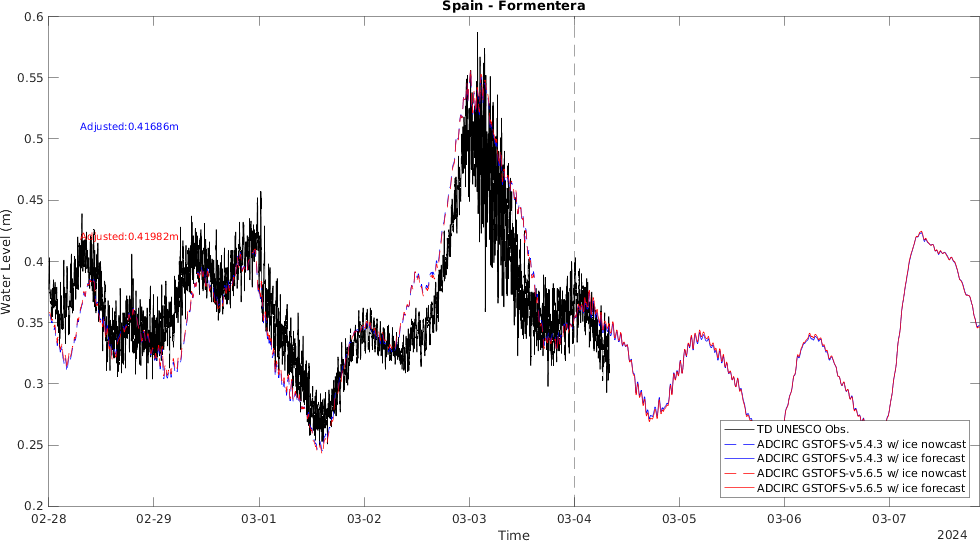 Spain - Formentera
0.6
0.55
0.5
0.45
0.4
0.35
0.3
0.25
0.2
Water Level (m)
Adjusted:0.41686m
Adjusted:0.41982m
TD UNESCO Obs.
ADCIRC GSTOFS-v5.4.3 w/ ice nowcast
ADCIRC GSTOFS-v5.4.3 w/ ice forecast
ADCIRC GSTOFS-v5.6.5 w/ ice nowcast
ADCIRC GSTOFS-v5.6.5 w/ ice forecast
02-28 02-29 03-01 03-02 03-03 03-04 03-05 03-06 03-07
Time
2024